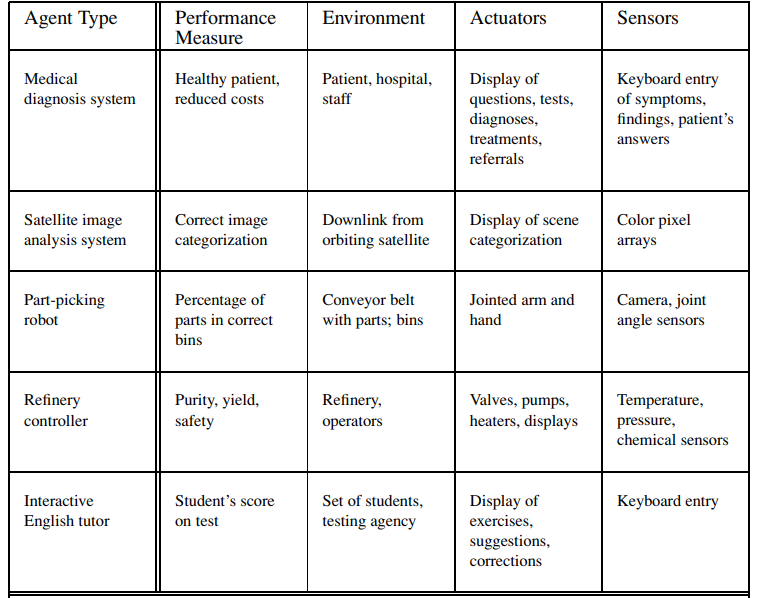 Agent Type
Performance
Measure
Environment
Actuators
Sensors
Medical
diagnosis system
Healthy patient,
reduced costs
Patient, hospital,
staff
Display of
questions, tests,
diagnoses,
treatments,
referrals
Keyboard entry
of symptoms,
findings, patient’s
answers
Satellite image
analysis system
Correct image
categorization
Downlink from
orbiting satellite
Display of scene
categorization
Color pixel
arrays
Part-picking
robot
Percentage of
parts in correct
bins
Conveyor belt
with parts; bins
Jointed arm and
hand
Camera, joint
angle sensors
Refinery
controller
Purity, yield,
safety
Refinery,
operators
Valves, pumps,
heaters, displays
Temperature,
pressure,
chemical sensors
Interactive
English tutor
Student’s score
on test
Set of students,
testing agency
Display of
exercises,
suggestions,
corrections
Keyboard entry